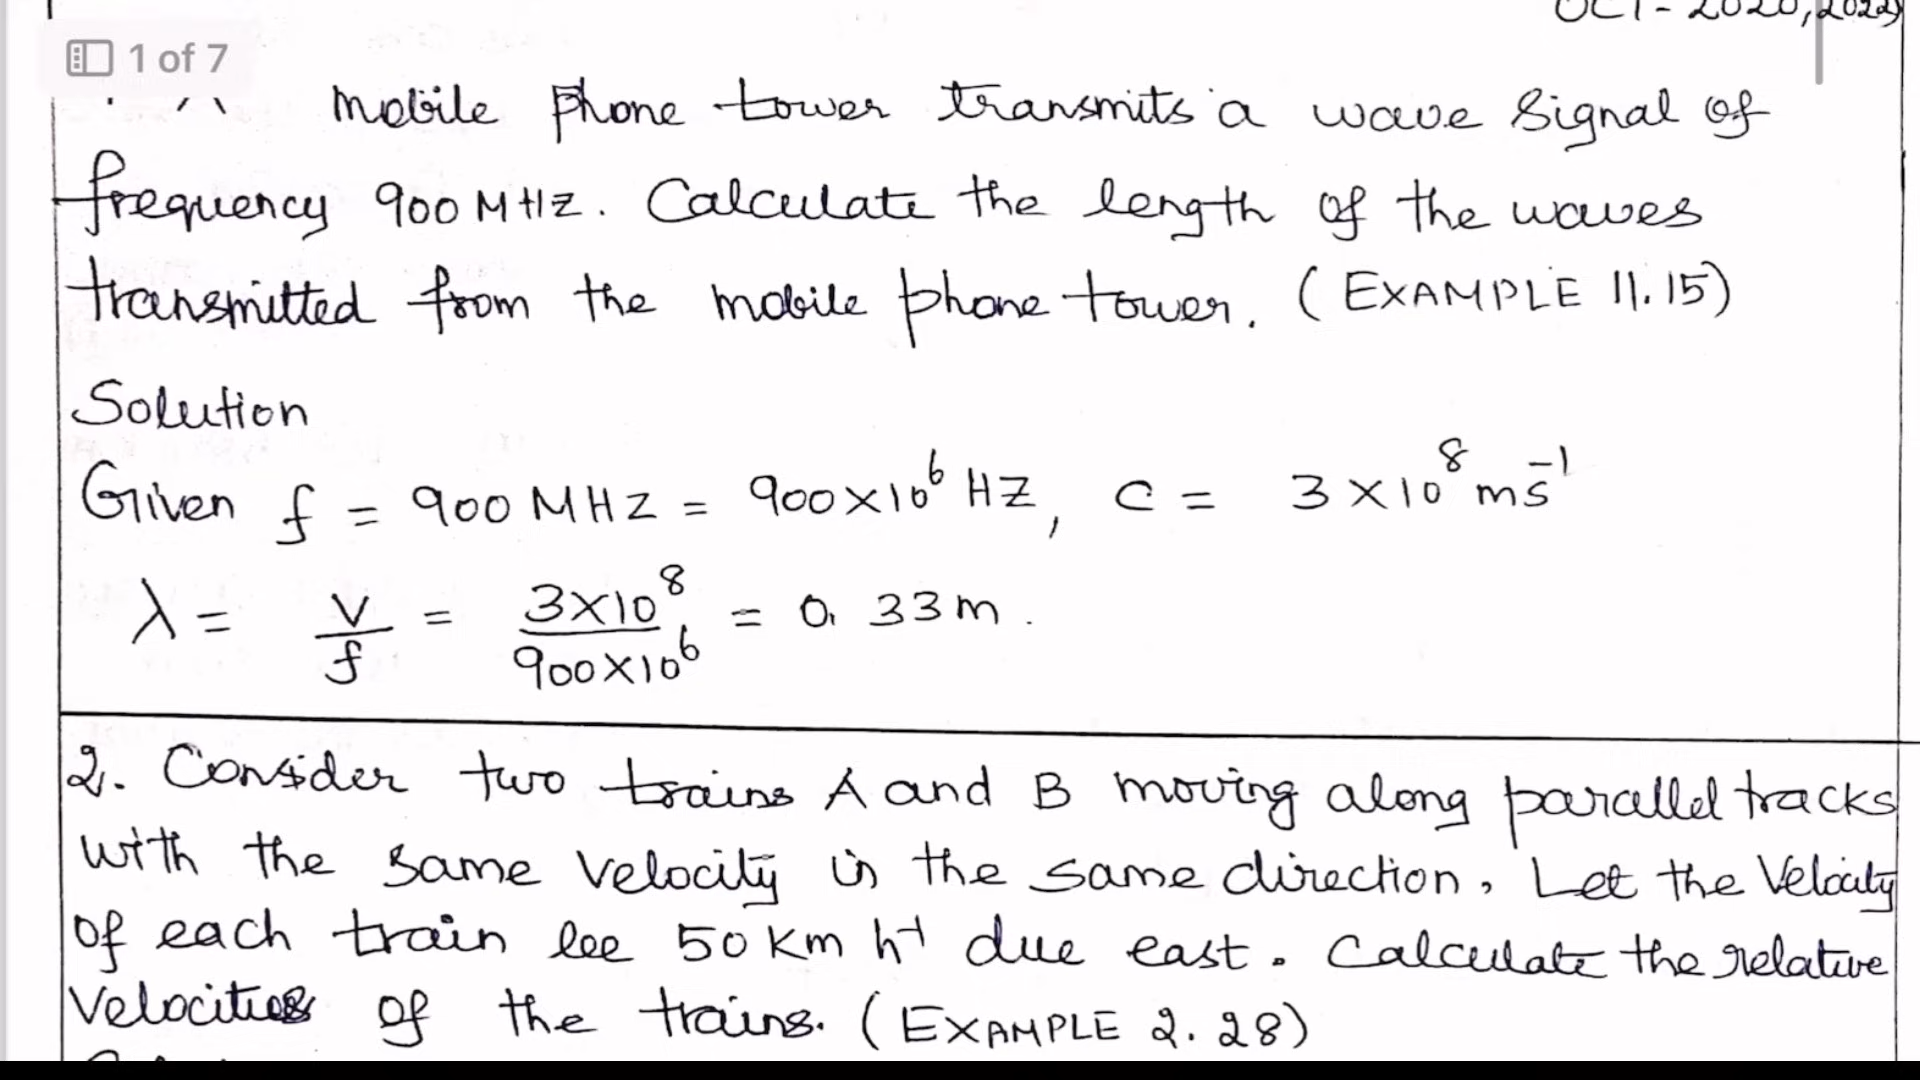 OCT - 2020, 2022
1 of 7
mobile Phone tower transmits a wave Signal of
frequency 900 MHZ. Calculate the length of the waves
transmitted from the mobile phone tower. (EXAMPLE 11.15)
Solution
Given f = 900 MHZ = 900×10⁶ HZ, C = 3×10⁸ ms⁻¹
λ = v/f = 3×10⁸/900×10⁶ = 0.33m.
2. Consider two trains A and B moving along parallel tracks
with the same velocity in the same direction. Let the Velocity
of each train be 50 Km h⁻¹ due east. Calculate the relative
Velocities of the trains. (EXAMPLE 2.28)